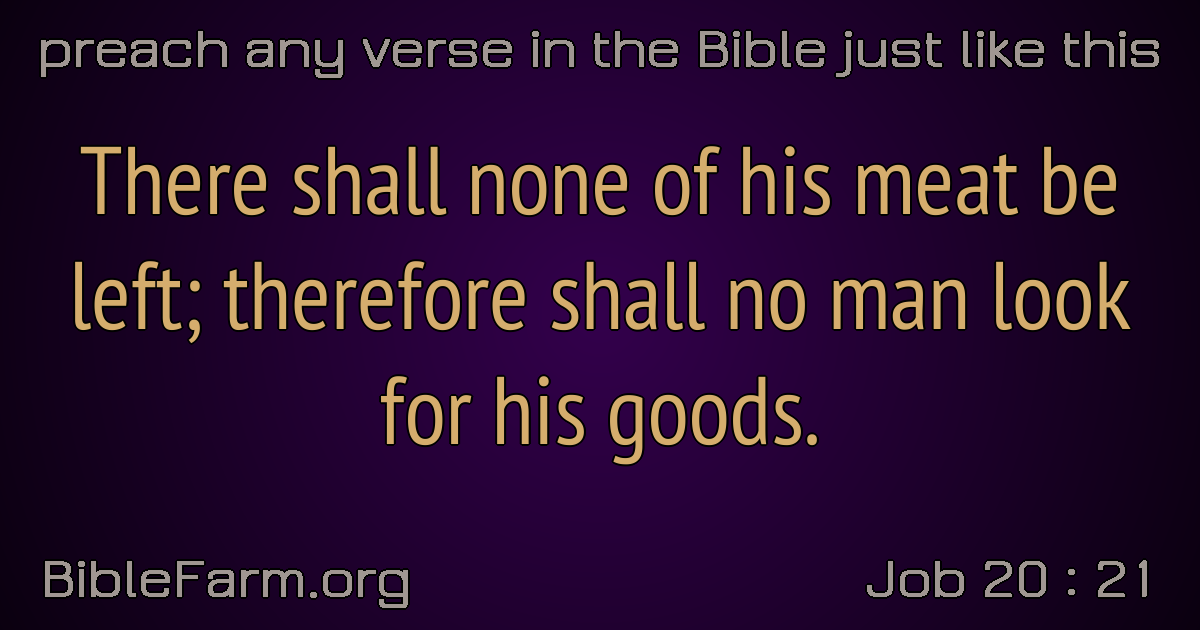 preach any verse in the Bible just like this
There shall none of his meat be
left; therefore shall no man look
for his goods.
BibleFarm.org
Job 20 : 21